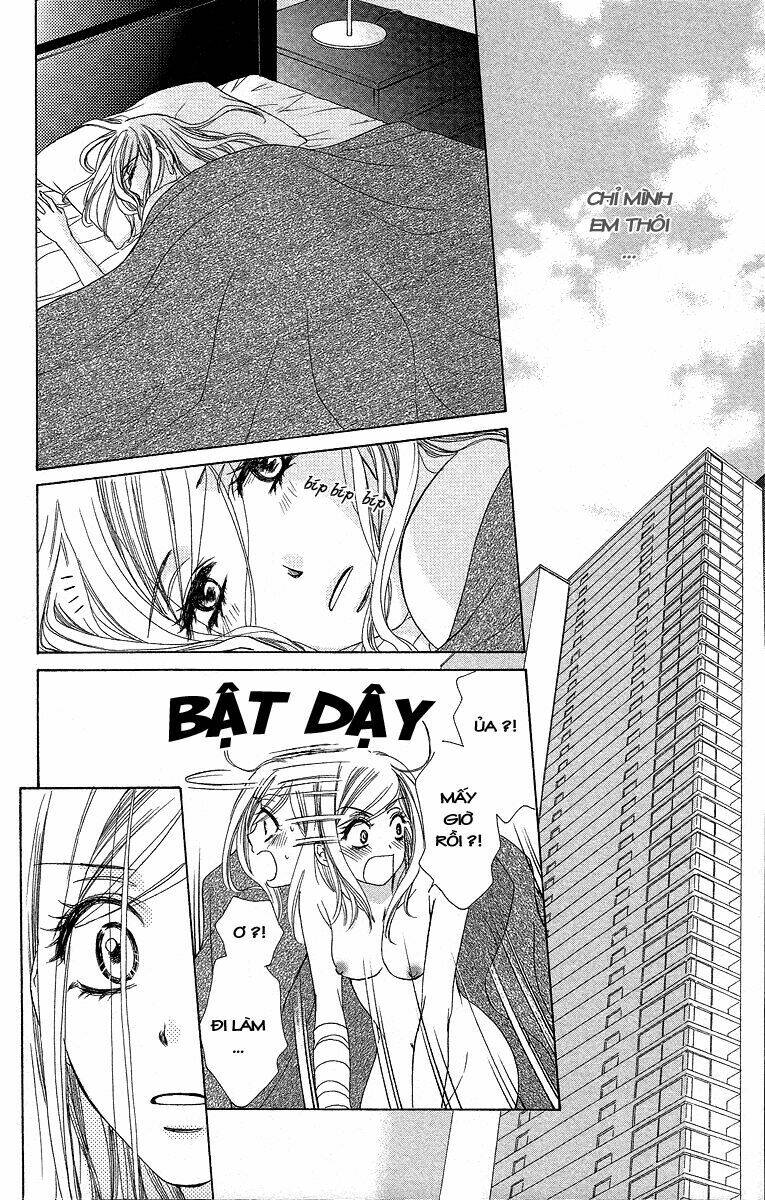 CHỈ MÌNH
EM THÔI
...
bíp bíp bíp
BẬT DẬY
ỦA ?!
MẤY
GIỜ
RỒI ?!
Ơ ?!
ĐI LÀM
...